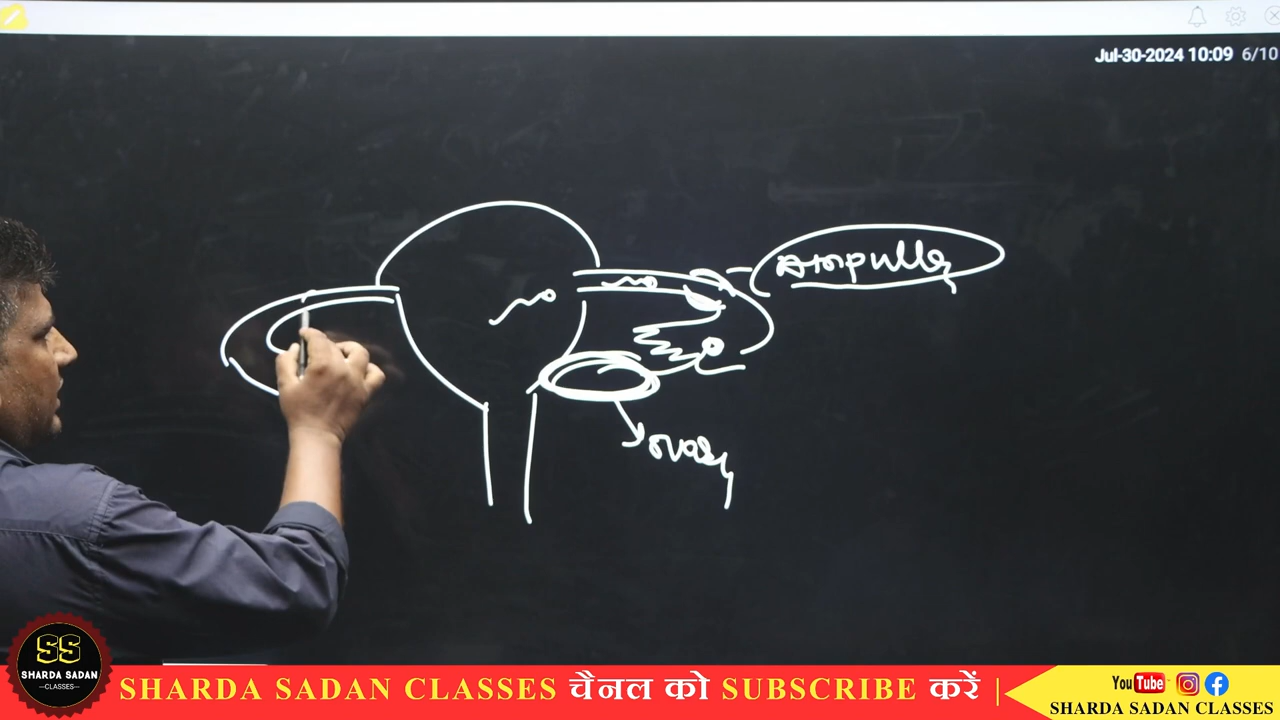 Jul-30-2024 10:09 6/10
Ampulla
ovary
SS
SHARDA SADAN
CLASSES
SHARDA SADAN CLASSES चैनल को SUBSCRIBE करें |
YouTube
SHARDA SADAN CLASSES